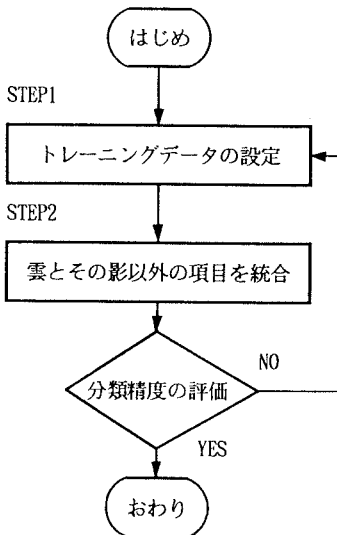 はじめ
STEP1
トレーニングデータの設定
STEP2
雲とその影以外の項目を統合
分類精度の評価
NO
YES
おわり